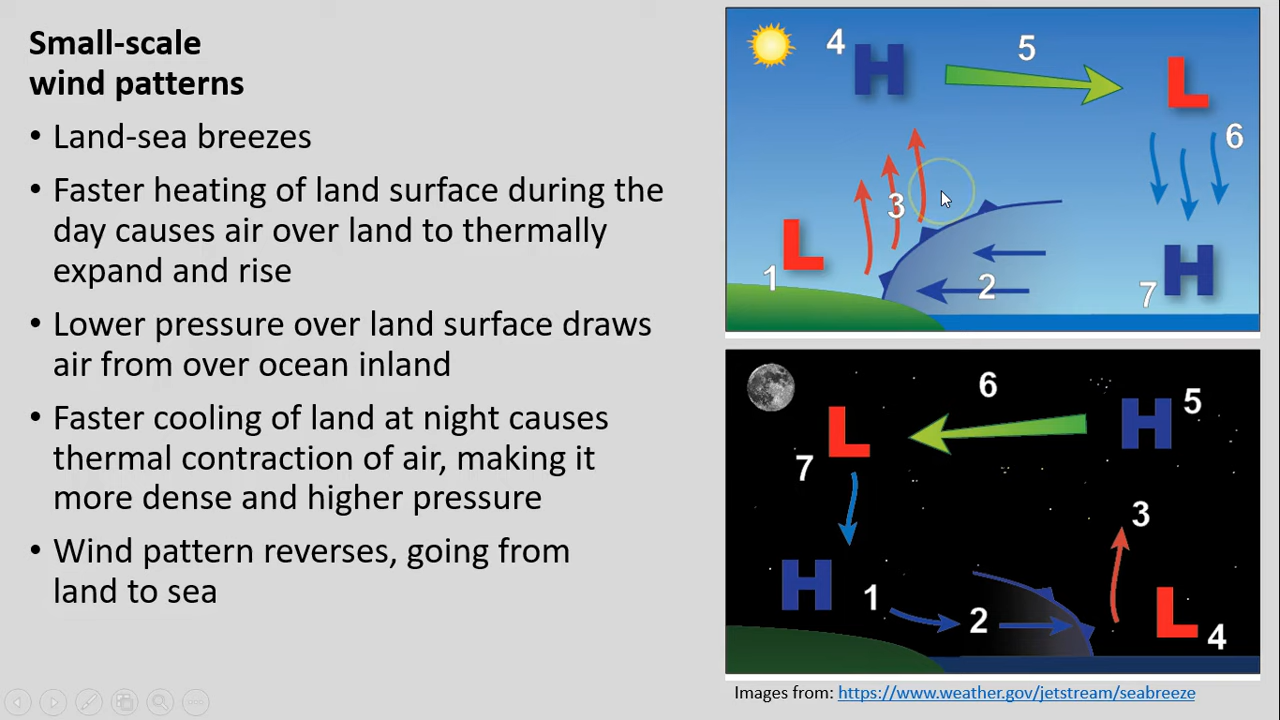 Small-scale
wind patterns
• Land-sea breezes
• Faster heating of land surface during the
day causes air over land to thermally
expand and rise
• Lower pressure over land surface draws
air from over ocean inland
• Faster cooling of land at night causes
thermal contraction of air, making it
more dense and higher pressure
• Wind pattern reverses, going from
land to sea
4 H 5 L
6
3
L
1 2 7 H
6 H 5
L
7
3
H 1 2 L 4
Images from: https://www.weather.gov/jetstream/seabreeze